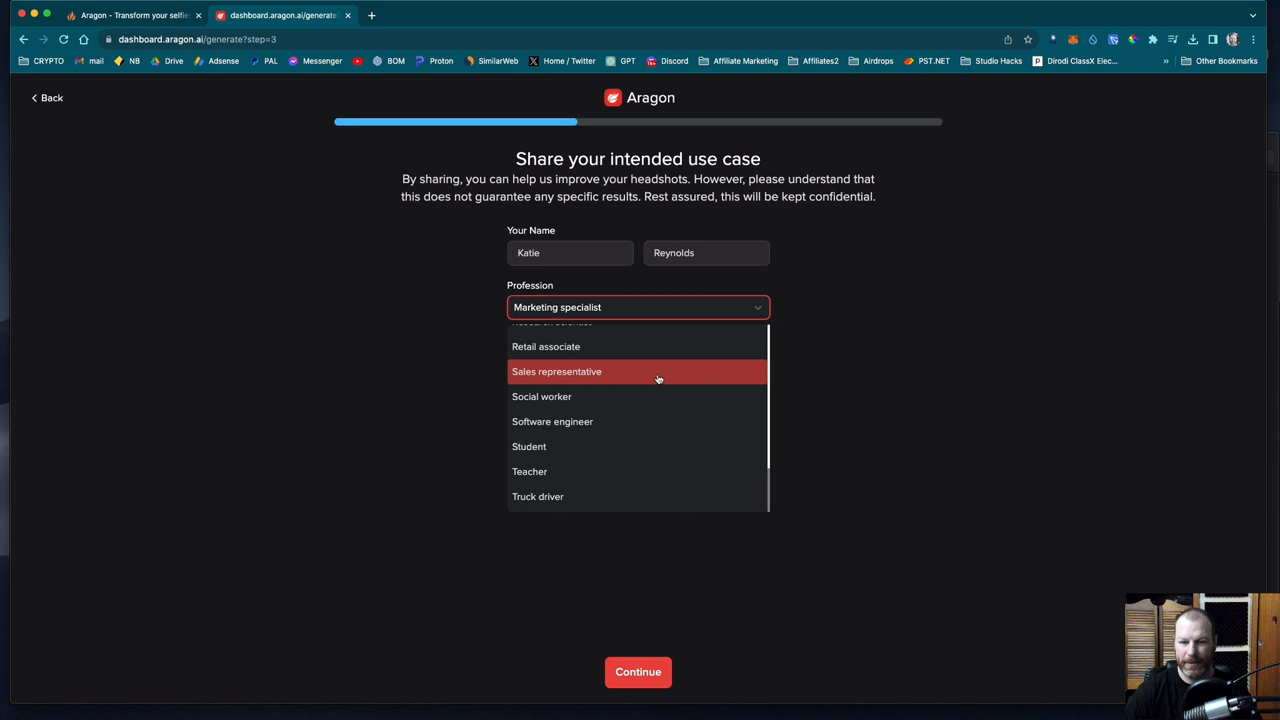 Aragon - Transform your selfie
dashboard.aragon.ai/generate
dashboard.aragon.ai/generate?step=3
CRYPTO
mail
NB
Drive
Adsense
PAL
Messenger
BOM
Proton
SimilarWeb
Home / Twitter
GPT
Discord
Affiliate Marketing
Affiliates2
Airdrops
PST.NET
Studio Hacks
Dirodi ClassX Elec...
»
Other Bookmarks
Back
Aragon
Share your intended use case
By sharing, you can help us improve your headshots. However, please understand that
this does not guarantee any specific results. Rest assured, this will be kept confidential.
Your Name
Katie
Reynolds
Profession
Marketing specialist
Retail associate
Sales representative
Social worker
Software engineer
Student
Teacher
Truck driver
Continue